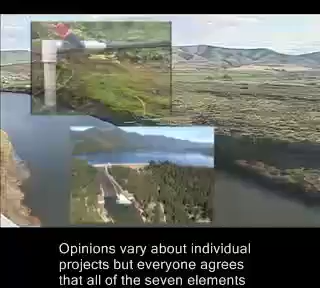 Opinions vary about individual
projects but everyone agrees
that all of the seven elements